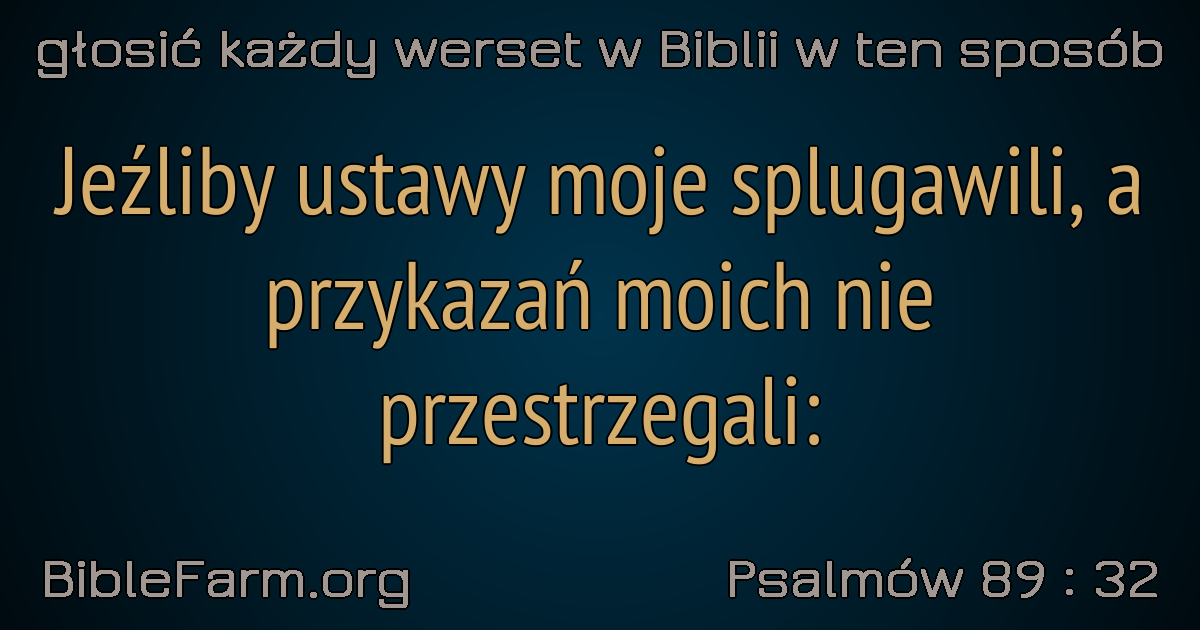 głosić każdy werset w Biblii w ten sposób
Jeźliby ustawy moje splugawili, a
przykazań moich nie
przestrzegali:
BibleFarm.org
Psalmów 89 : 32